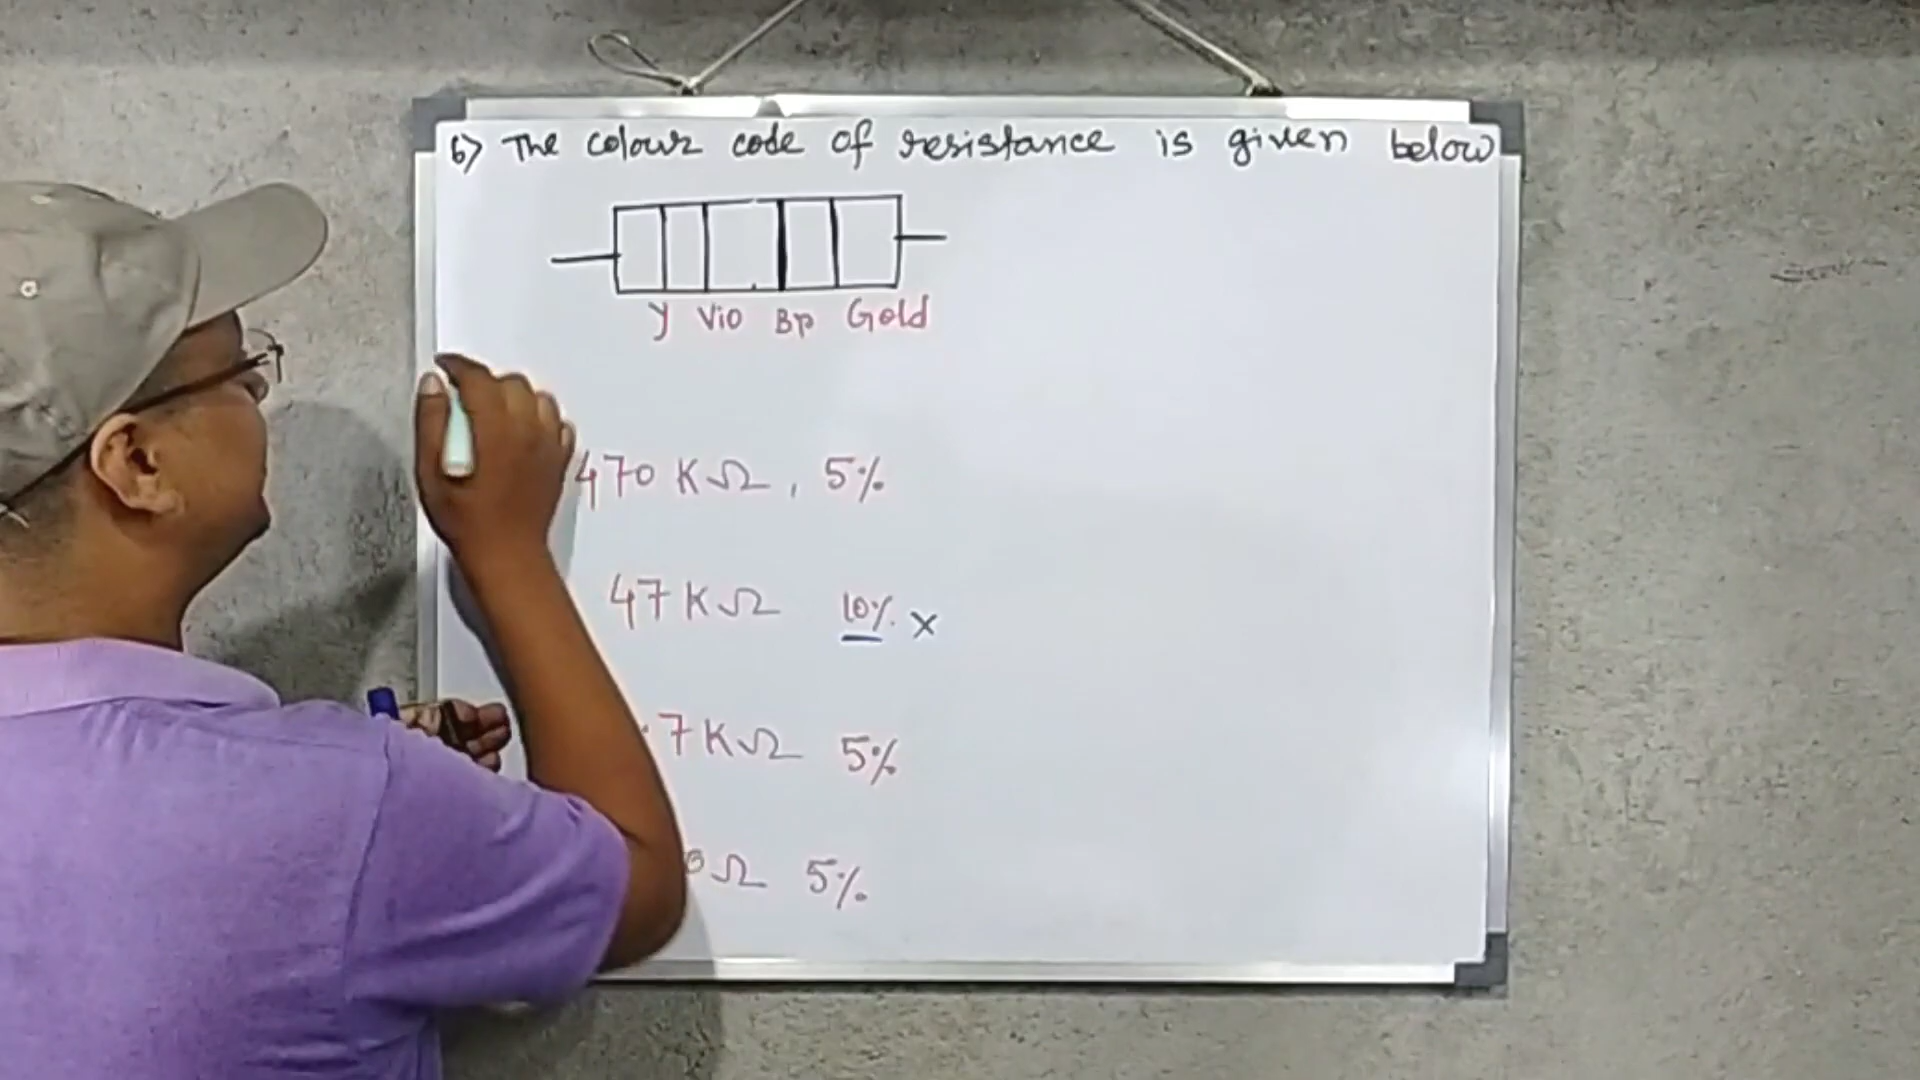 6) The colour code of resistance is given below
Y Vio Br Gold
470 KΩ, 5%
47 KΩ 10% x
.7 KΩ 5%
0 Ω 5%